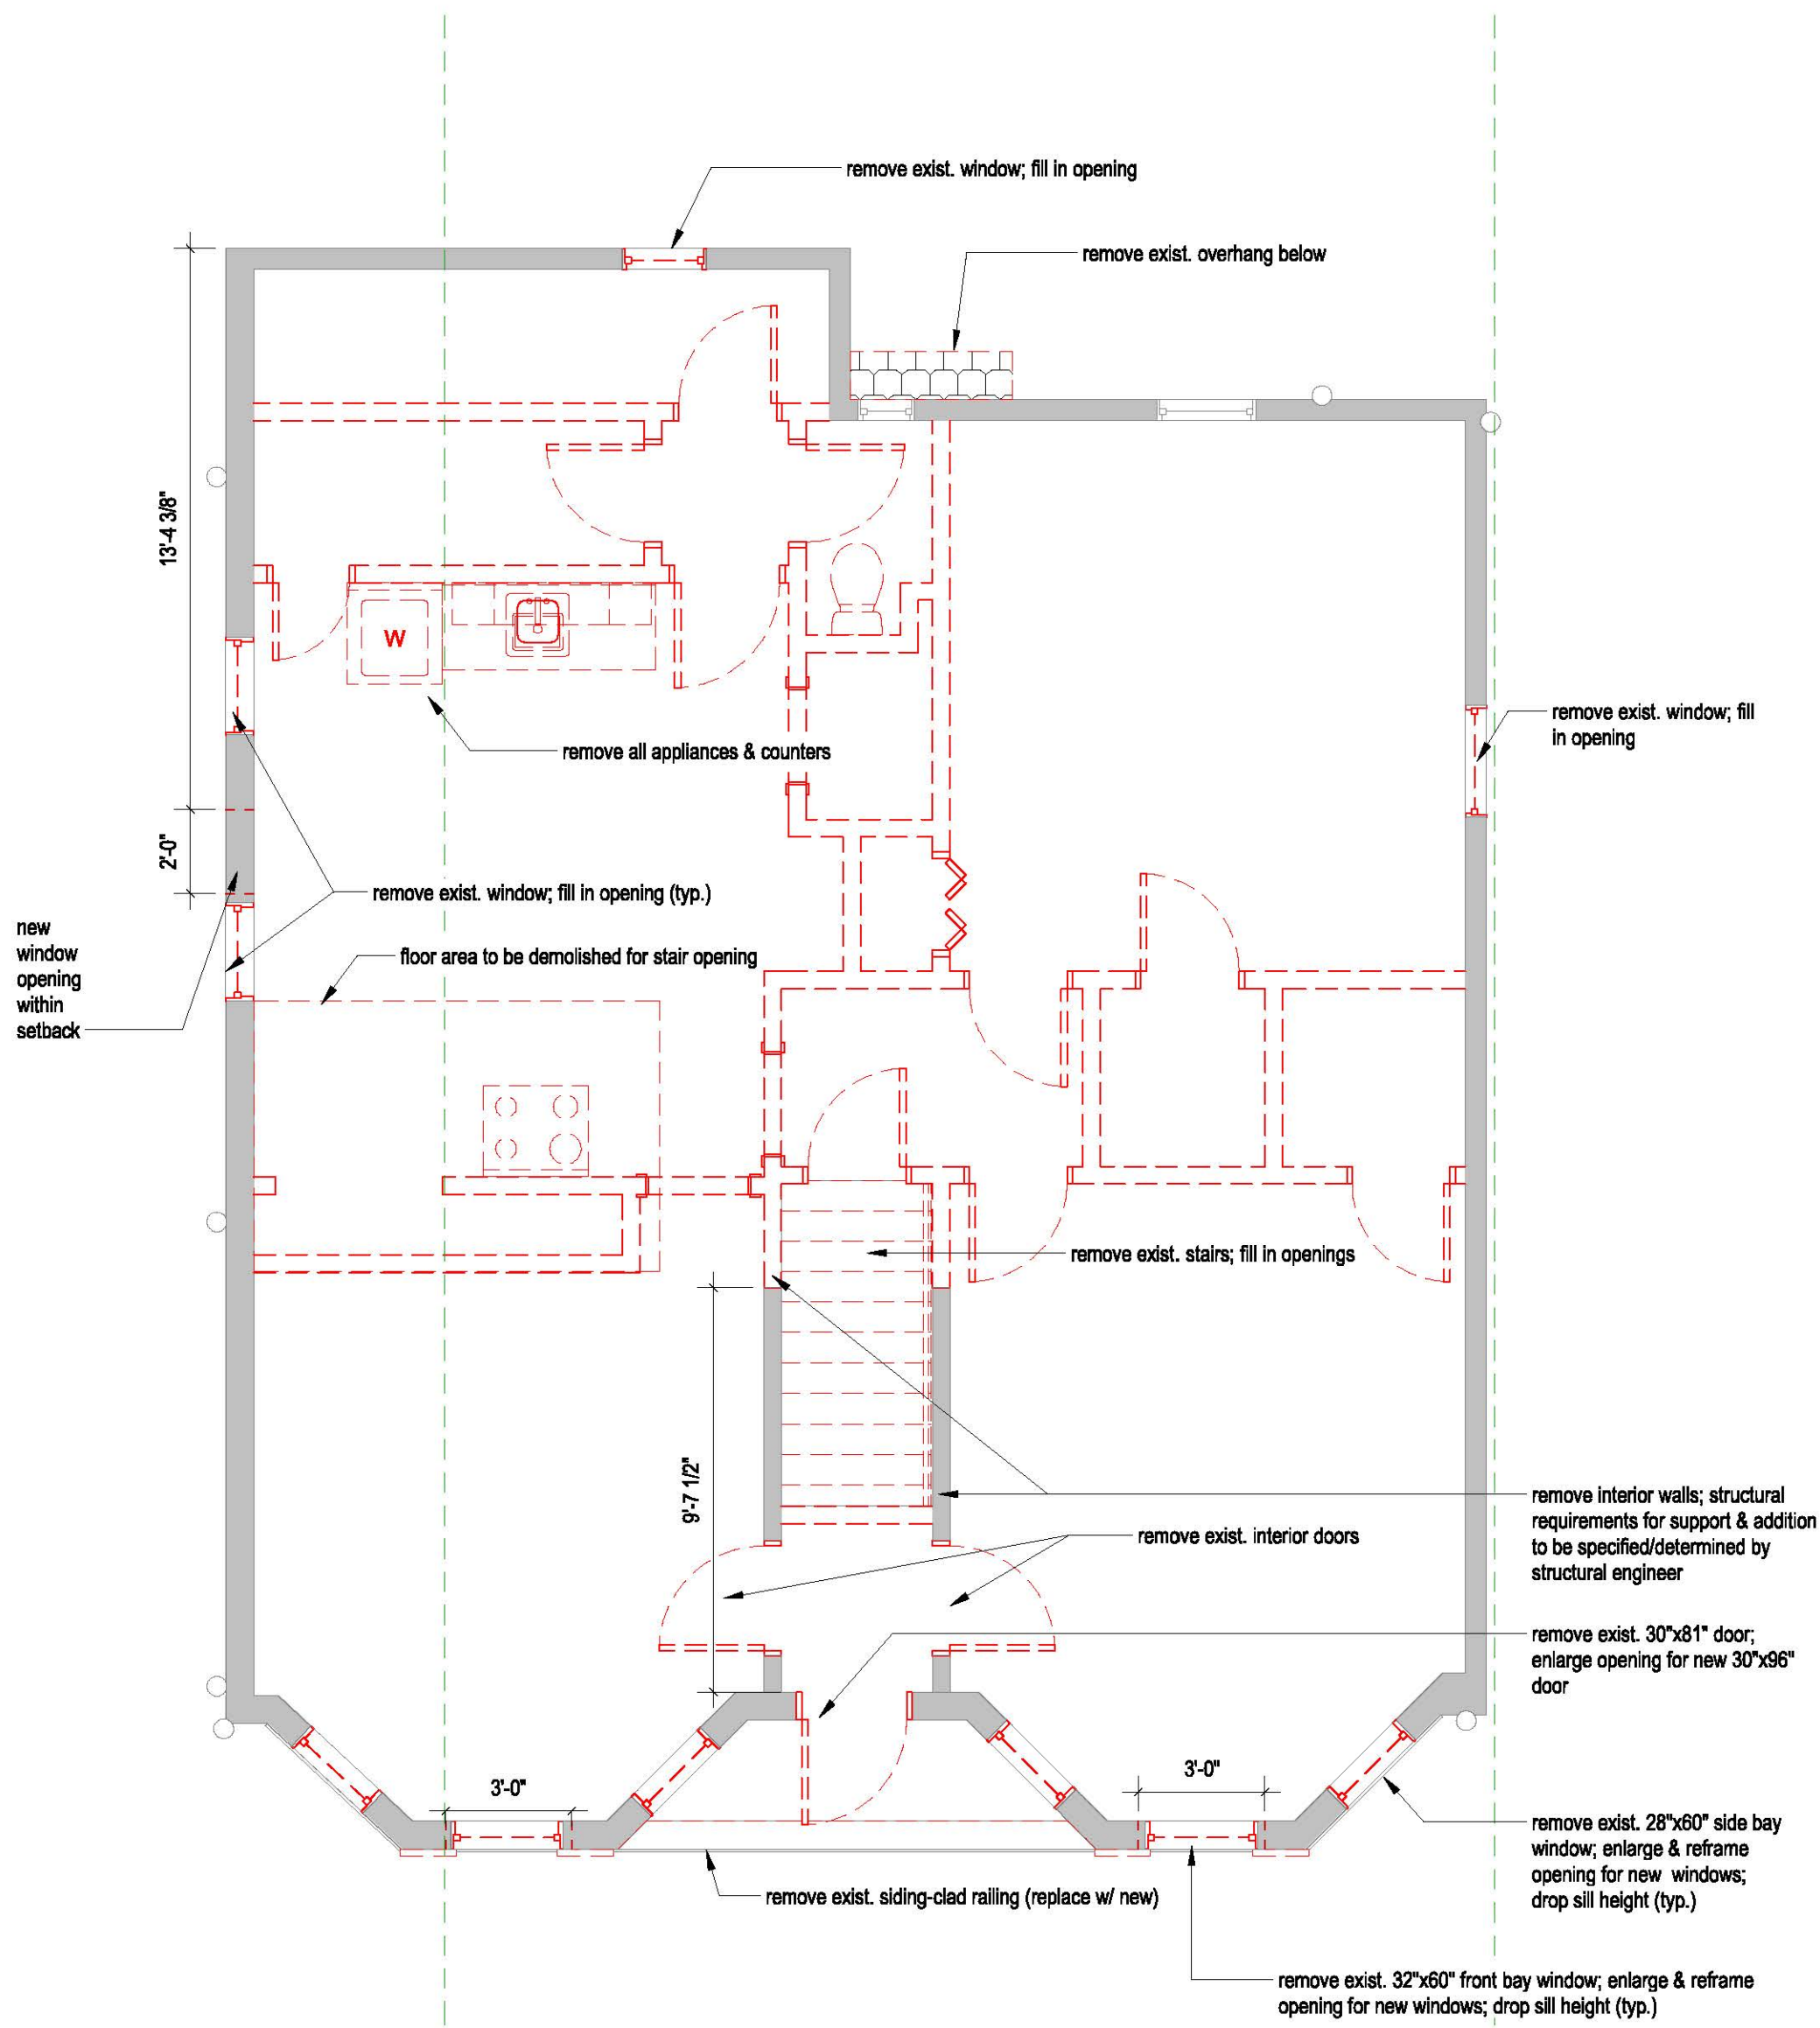 remove exist. window; fill in opening
remove exist. overhang below
13'-4 3/8"
W
remove exist. window; fill
in opening
remove all appliances & counters
2'-0"
remove exist. window; fill in opening (typ.)
new
window
opening
within
setback
floor area to be demolished for stair opening
remove exist. stairs; fill in openings
9'-7 1/2"
remove interior walls; structural
requirements for support & addition
to be specified/determined by
structural engineer
remove exist. interior doors
remove exist. 30"x81" door;
enlarge opening for new 30"x96"
door
3'-0"
3'-0"
remove exist. 28"x60" side bay
window; enlarge & reframe
opening for new windows;
drop sill height (typ.)
remove exist. siding-clad railing (replace w/ new)
remove exist. 32"x60" front bay window; enlarge & reframe
opening for new windows; drop sill height (typ.)